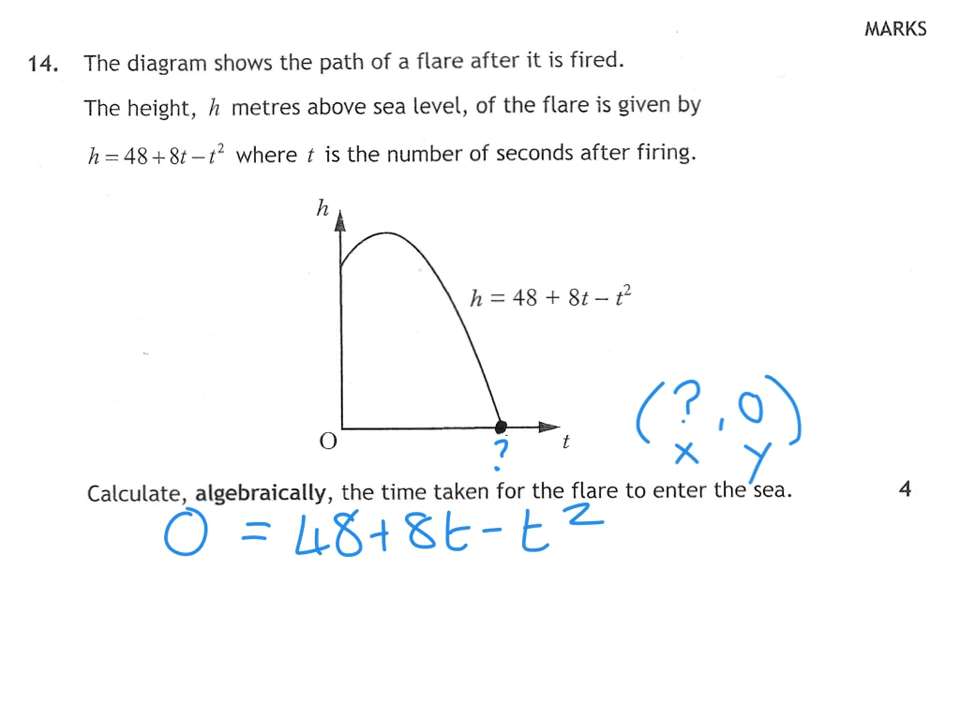 MARKS
14. The diagram shows the path of a flare after it is fired.
The height, h metres above sea level, of the flare is given by
h = 48 + 8t – t² where t is the number of seconds after firing.
h
h = 48 + 8t – t²
(?, 0)
O
t
?
x y
Calculate, algebraically, the time taken for the flare to enter the sea. 4
0 = 48 + 8t – t²